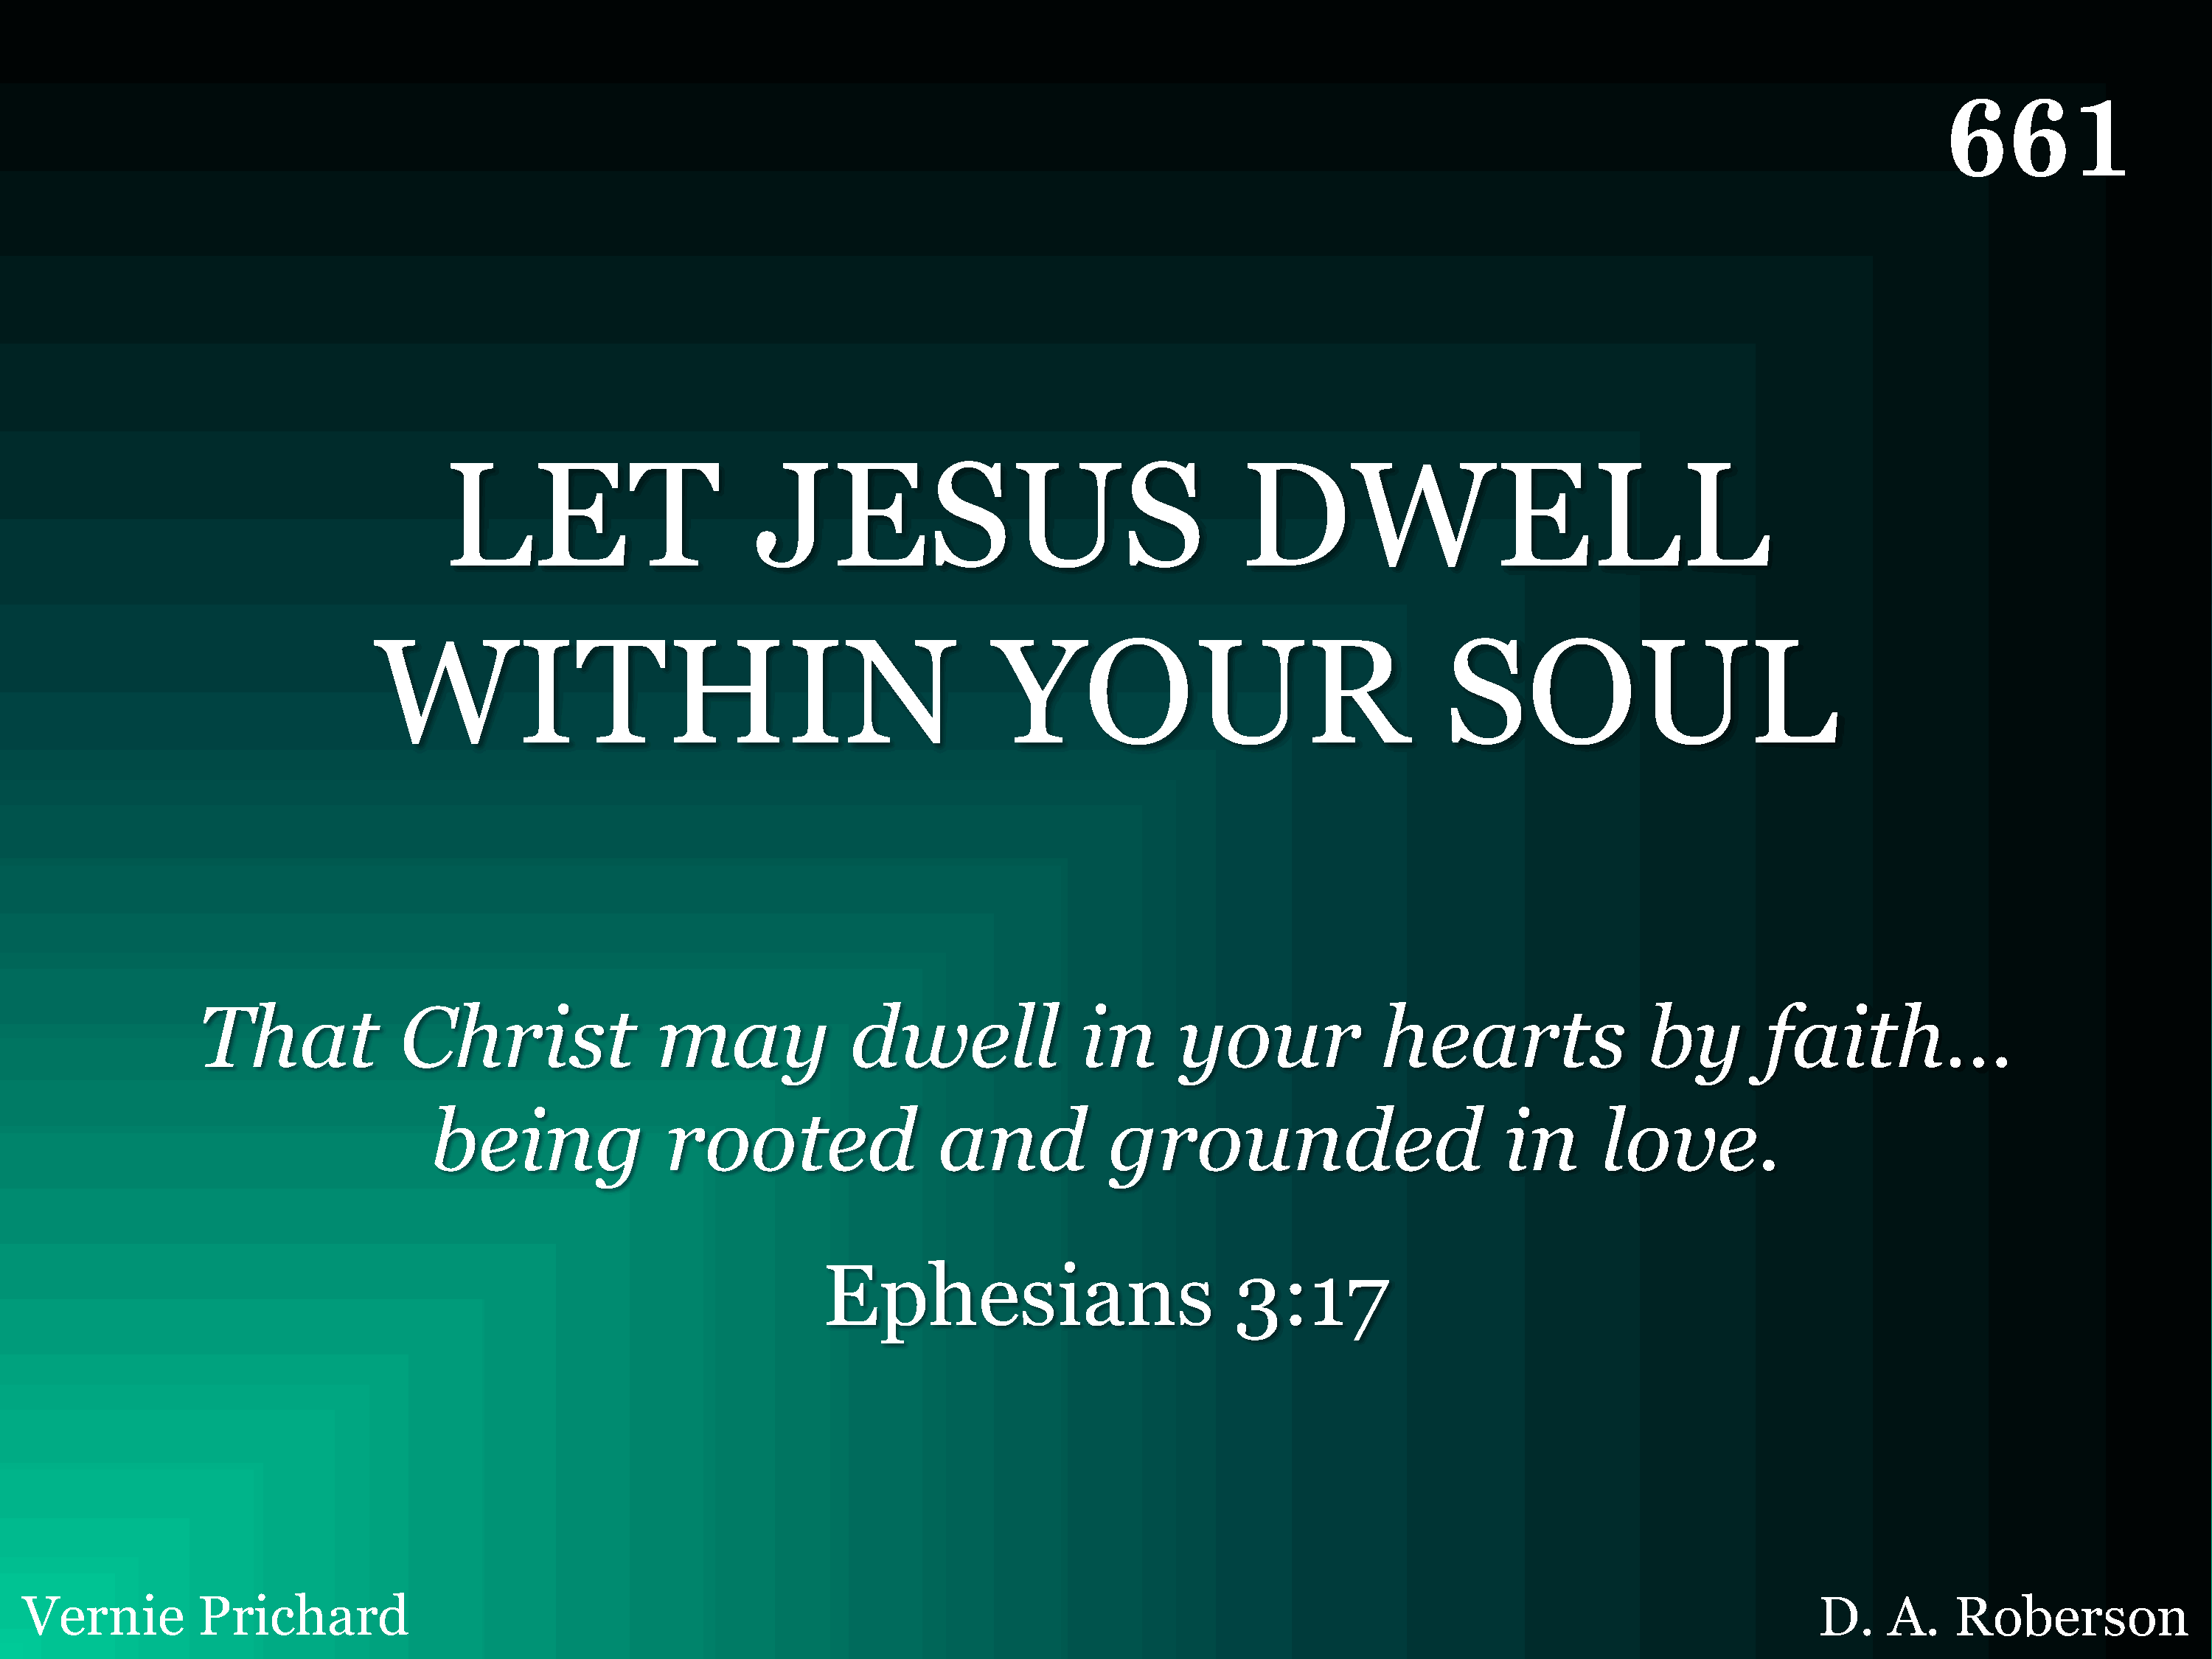 661
LET JESUS DWELL
WITHIN YOUR SOUL
That Christ may dwell in your hearts by faith...
being rooted and grounded in love.
Ephesians 3:17
Vernie Prichard
D. A. Roberson